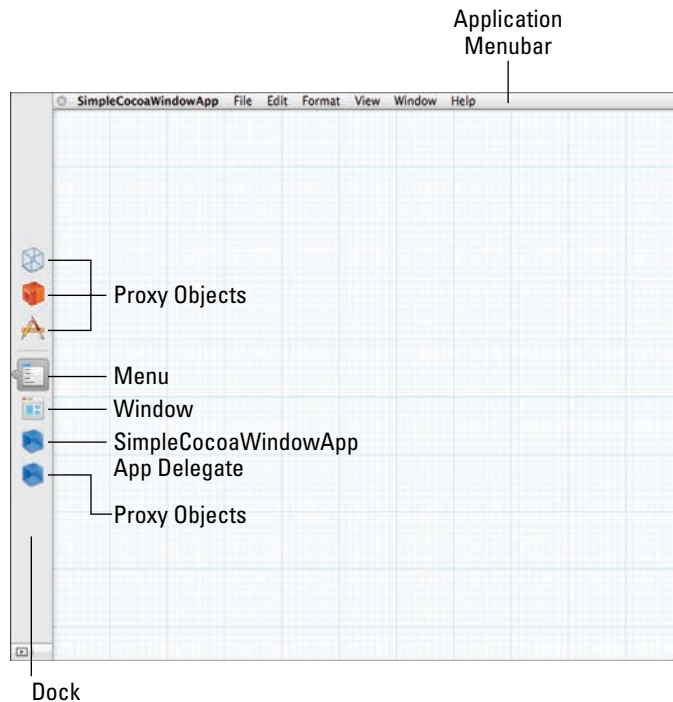 Application
Menubar
SimpleCocoaWindowApp File Edit Format View Window Help
Proxy Objects
Menu
Window
SimpleCocoaWindowApp
App Delegate
Proxy Objects
Dock